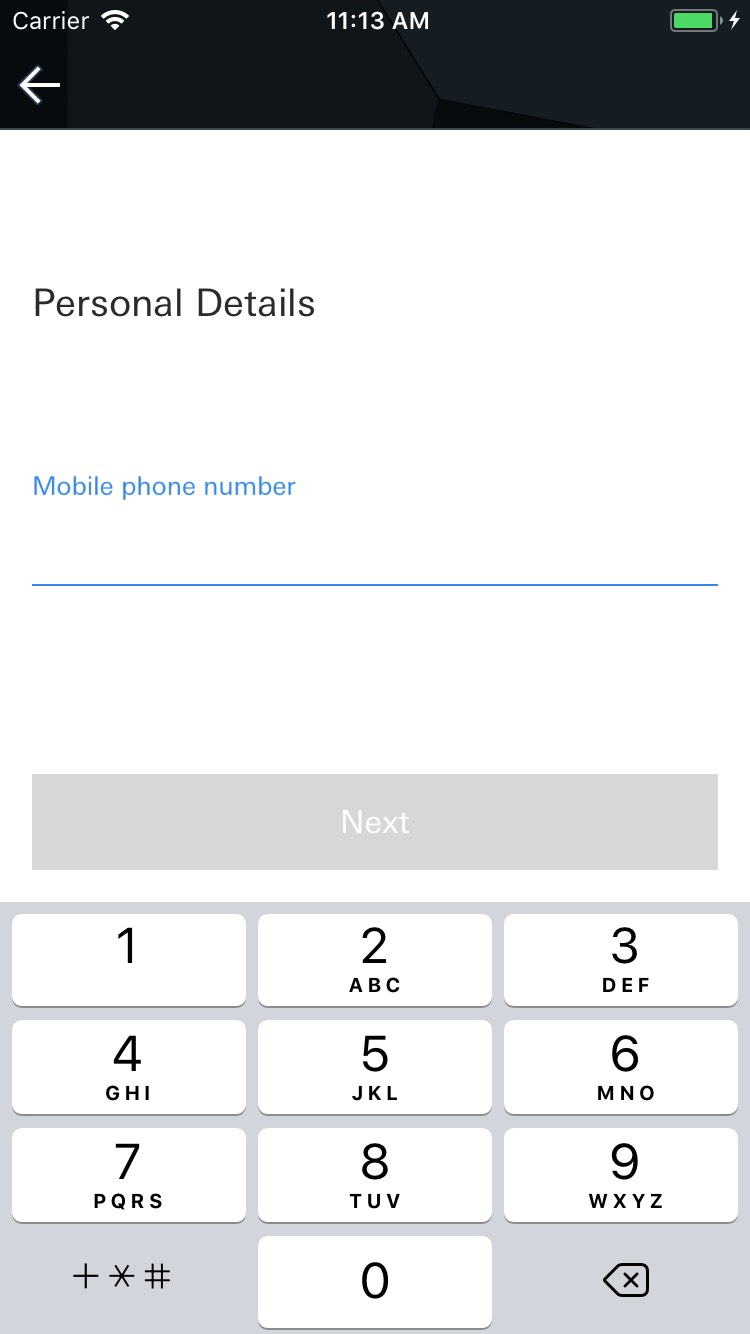 Carrier 11:13 AM
Personal Details
Mobile phone number
Next
1 2 3
ABC DEF
4 5 6
GHI JKL MNO
7 8 9
PQRS TUV WXYZ
+*# 0